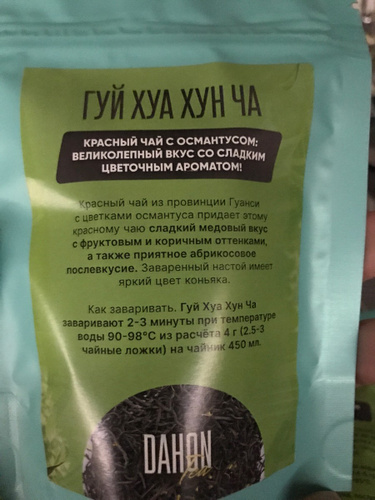 ГУЙ ХУА ХУН ЧА
КРАСНЫЙ ЧАЙ С ОСМАНТУСОМ:
ВЕЛИКОЛЕПНЫЙ ВКУС СО СЛАДКИМ
ЦВЕТОЧНЫМ АРОМАТОМ!
Красный чай из провинции Гуанси
с цветками османтуса придает этому
красному чаю сладкий медовый вкус
с фруктовым и коричным оттенками,
а также приятное абрикосовое
послевкусие. Заваренный настой имеет
яркий цвет коньяка.
Как заваривать. Гуй Хуа Хун Ча
заваривают 2-3 минуты при температуре
воды 90-98°С из расчёта 4 г (2.5-3
чайные ложки) на чайник 450 мл.
DAHON
Tea